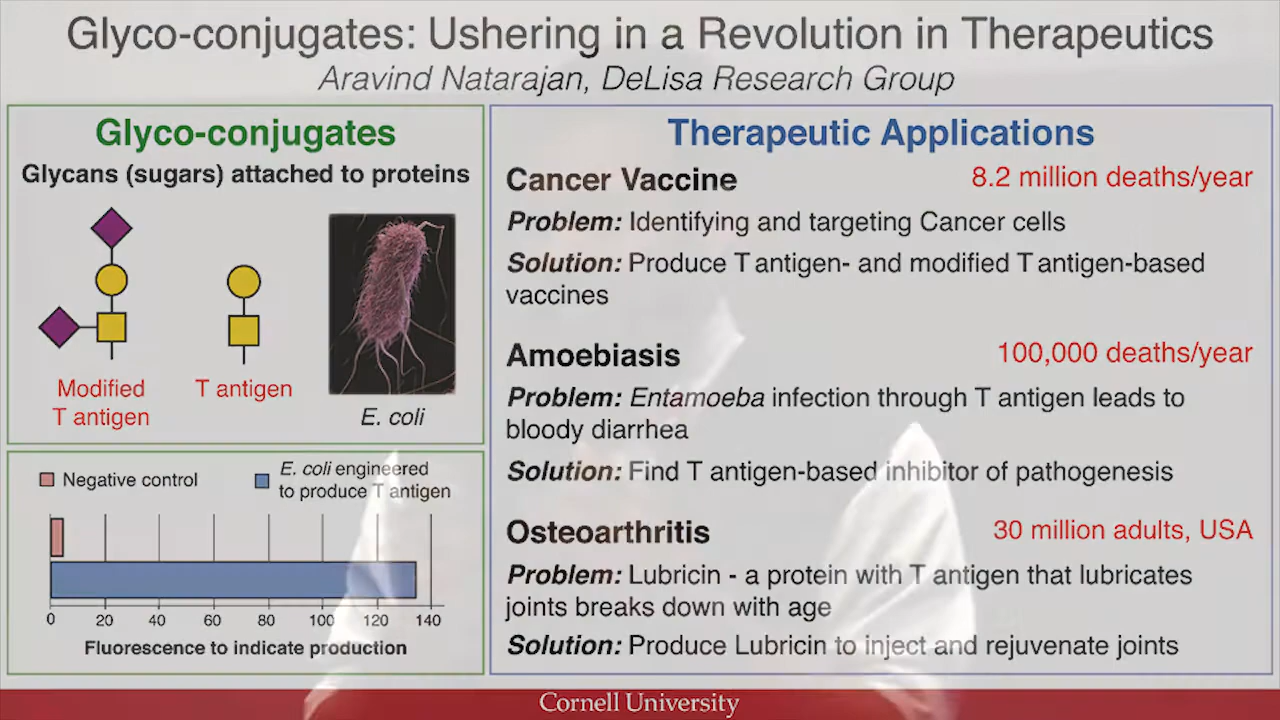 Glyco-conjugates: Ushering in a Revolution in Therapeutics
Aravind Natarajan, DeLisa Research Group
Glyco-conjugates
Glycans (sugars) attached to proteins
Modified
T antigen
T antigen
E. coli
Negative control
E. coli engineered
to produce T antigen
0 20 40 60 80 100 120 140
Fluorescence to indicate production
Therapeutic Applications
Cancer Vaccine 8.2 million deaths/year
Problem: Identifying and targeting Cancer cells
Solution: Produce T antigen- and modified T antigen-based
vaccines
Amoebiasis 100,000 deaths/year
Problem: Entamoeba infection through T antigen leads to
bloody diarrhea
Solution: Find T antigen-based inhibitor of pathogenesis
Osteoarthritis 30 million adults, USA
Problem: Lubricin - a protein with T antigen that lubricates
joints breaks down with age
Solution: Produce Lubricin to inject and rejuvenate joints
Cornell University